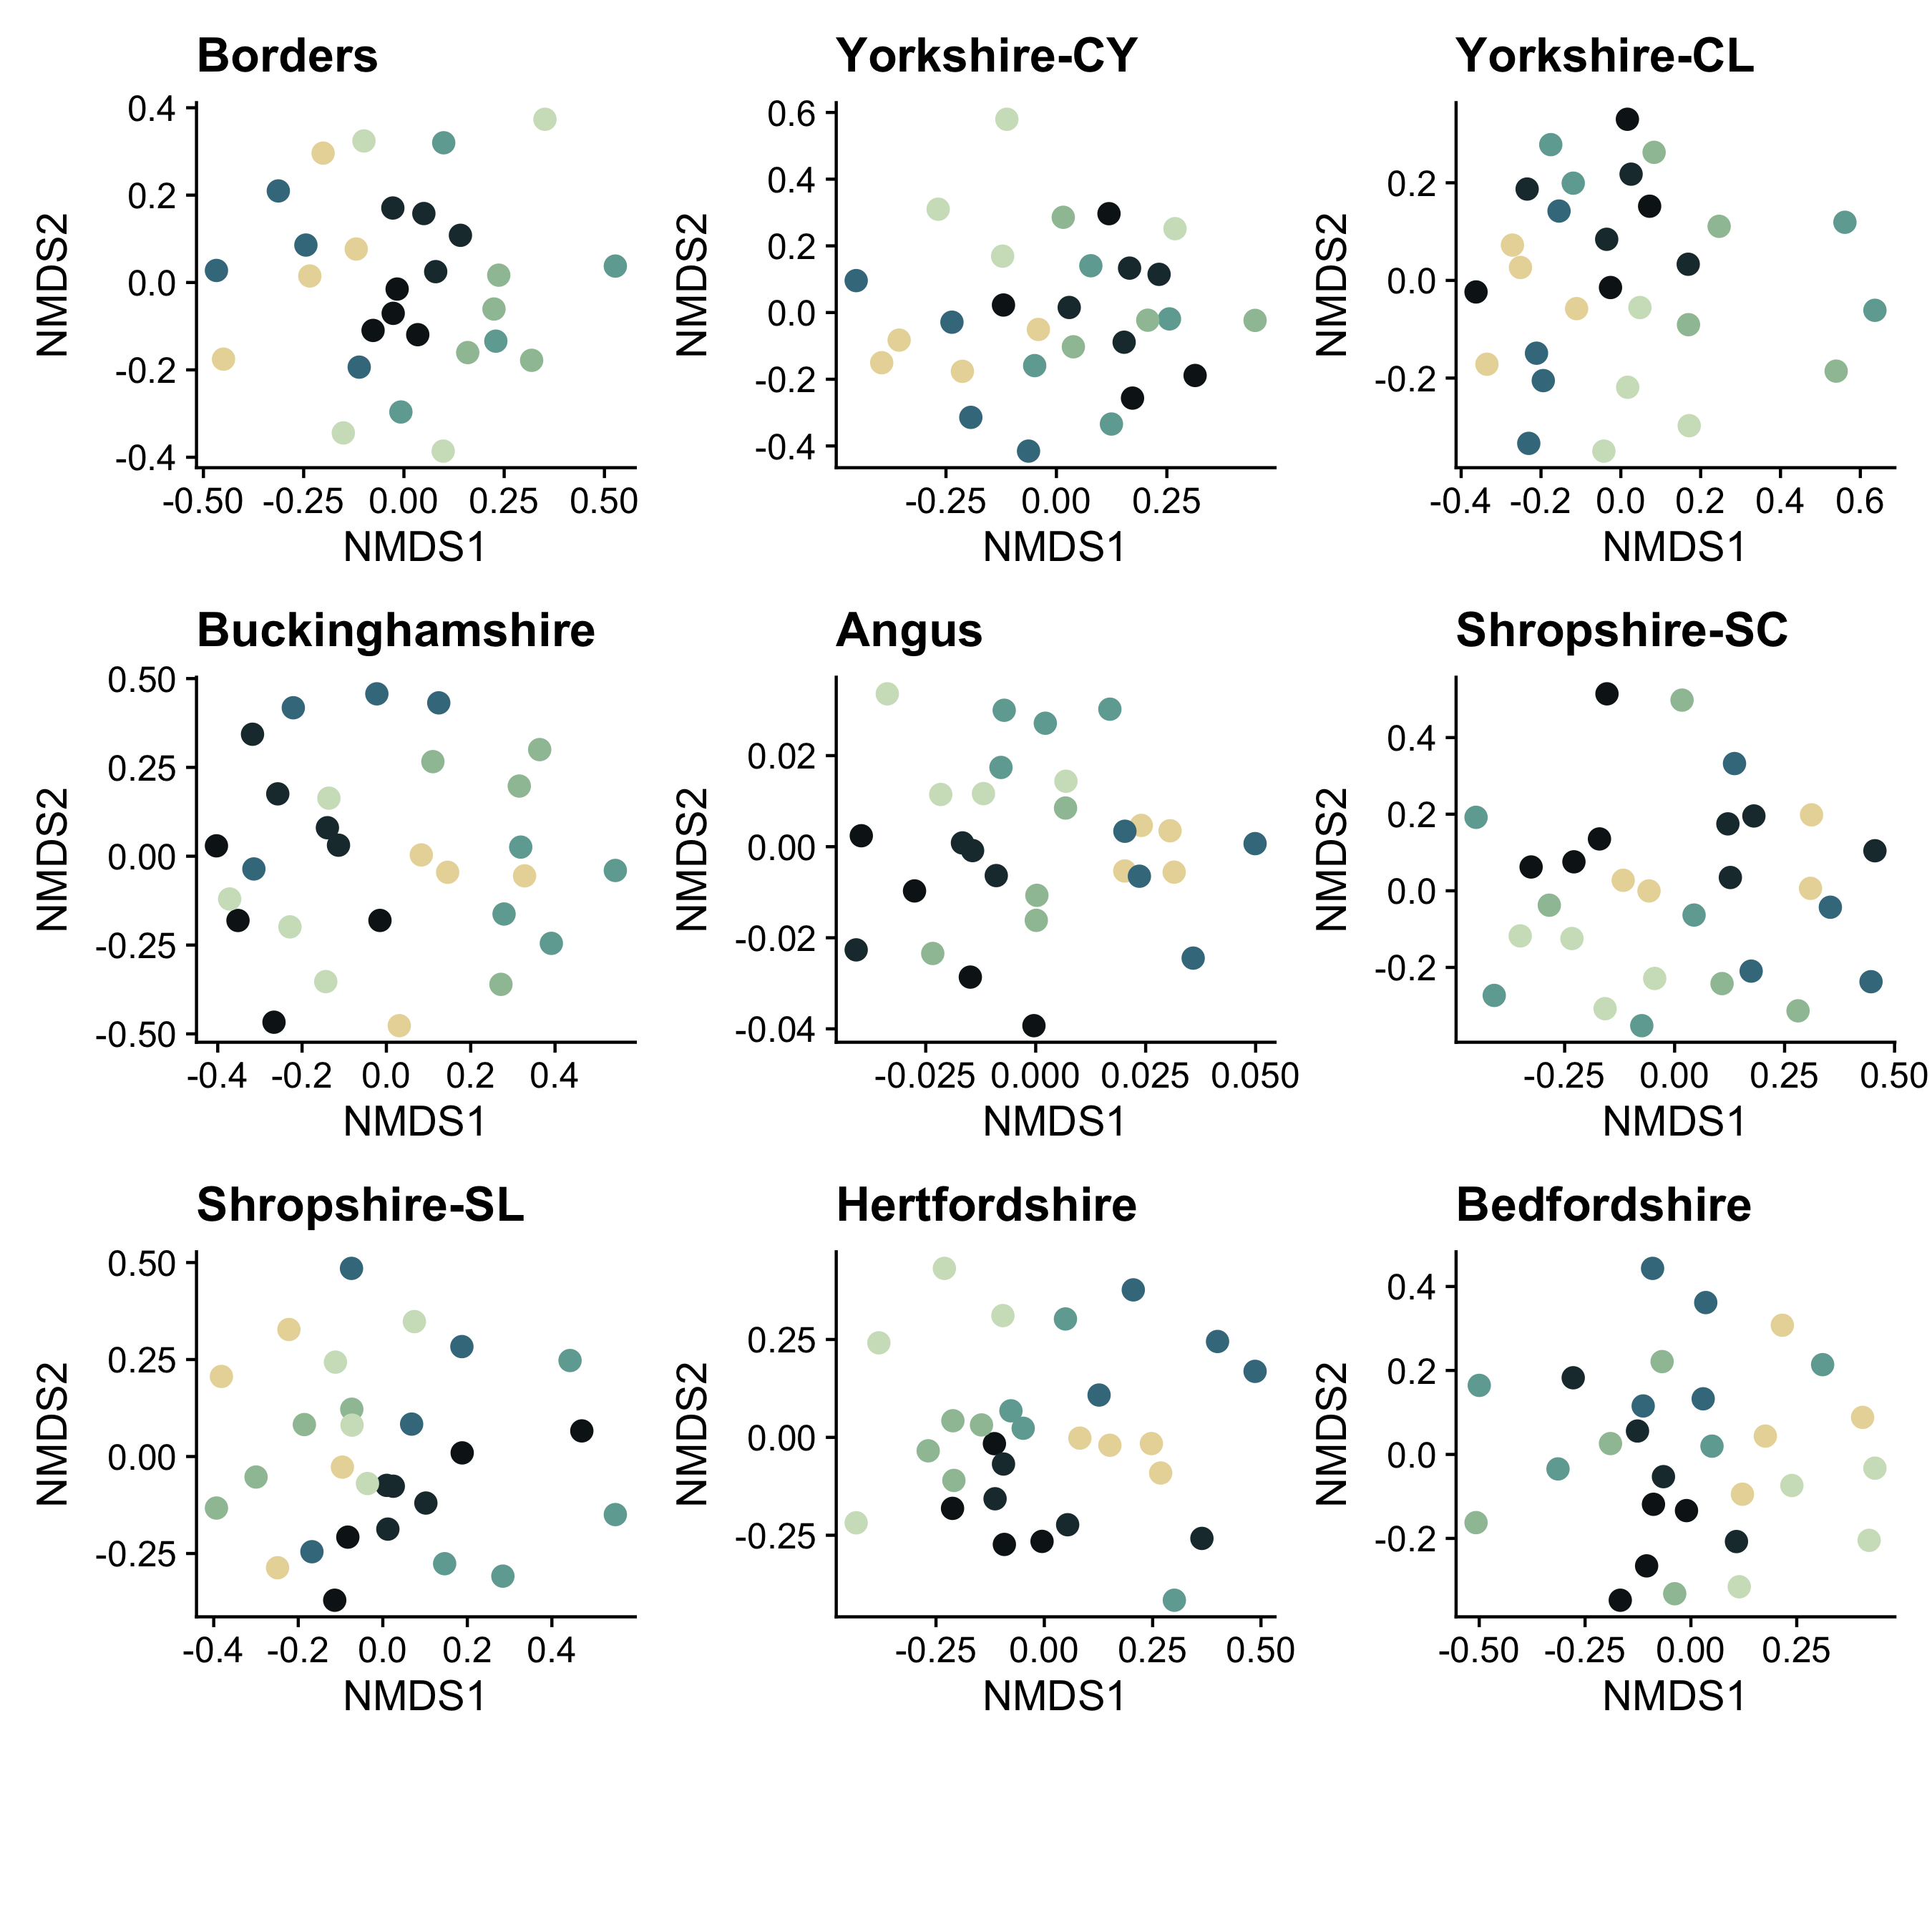 Borders
Yorkshire-CY
Yorkshire-CL
0.4
0.2
0.0
-0.2
-0.4
NMDS2
-0.50 -0.25 0.00 0.25 0.50
NMDS1
0.6
0.4
0.2
0.0
-0.2
-0.4
NMDS2
-0.25 0.00 0.25
NMDS1
0.2
0.0
-0.2
NMDS2
-0.4 -0.2 0.0 0.2 0.4 0.6
NMDS1
Buckinghamshire
Angus
Shropshire-SC
0.50
0.25
0.00
-0.25
-0.50
NMDS2
-0.4 -0.2 0.0 0.2 0.4
NMDS1
0.02
0.00
-0.02
-0.04
NMDS2
-0.025 0.000 0.025 0.050
NMDS1
0.4
0.2
0.0
-0.2
NMDS2
-0.25 0.00 0.25 0.50
NMDS1
Shropshire-SL
Hertfordshire
Bedfordshire
0.50
0.25
0.00
-0.25
NMDS2
-0.4 -0.2 0.0 0.2 0.4
NMDS1
0.25
0.00
-0.25
NMDS2
-0.25 0.00 0.25 0.50
NMDS1
0.4
0.2
0.0
-0.2
NMDS2
-0.50 -0.25 0.00 0.25
NMDS1